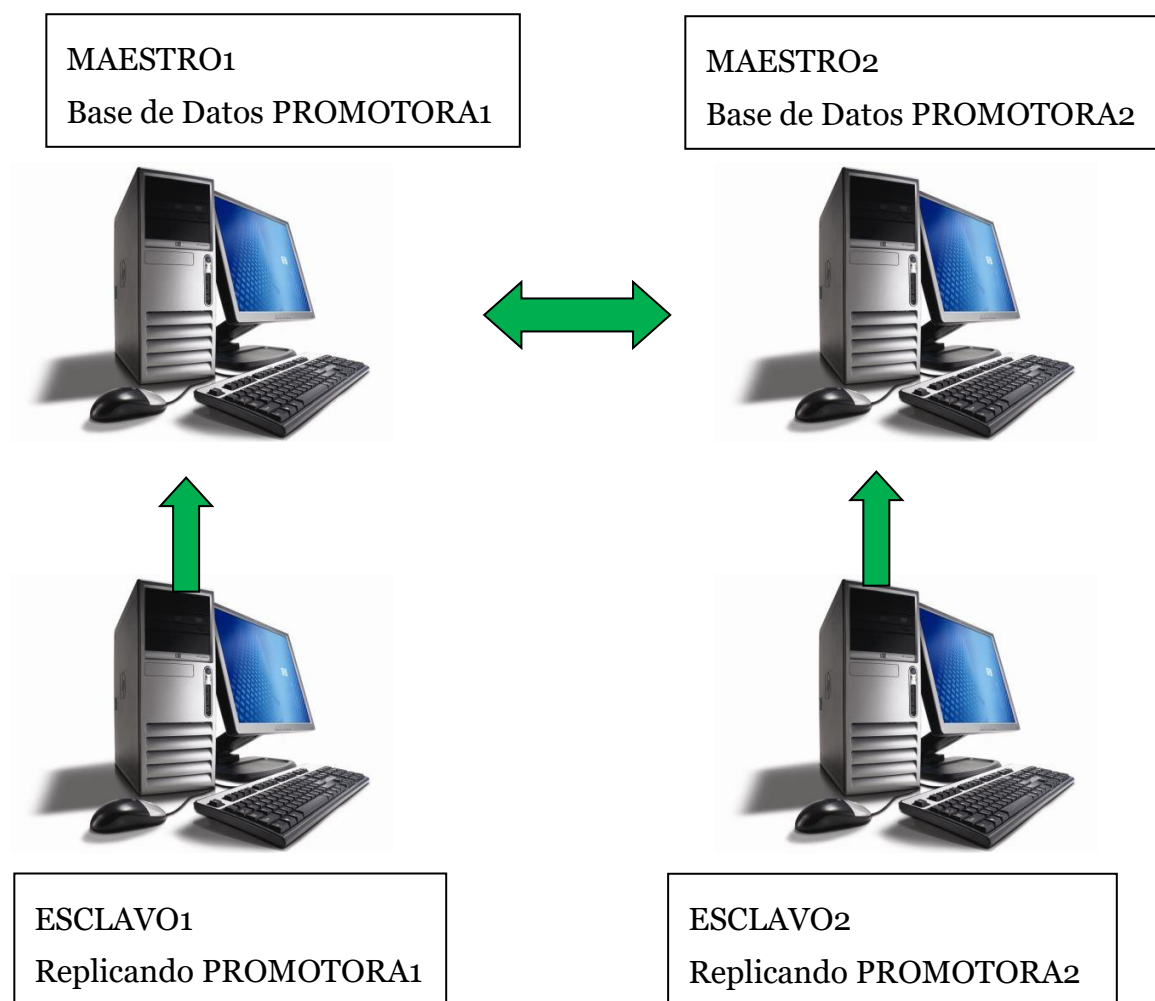 MAESTRO1
Base de Datos PROMOTORA1
MAESTRO2
Base de Datos PROMOTORA2
ESCLAVO1
Replicando PROMOTORA1
ESCLAVO2
Replicando PROMOTORA2